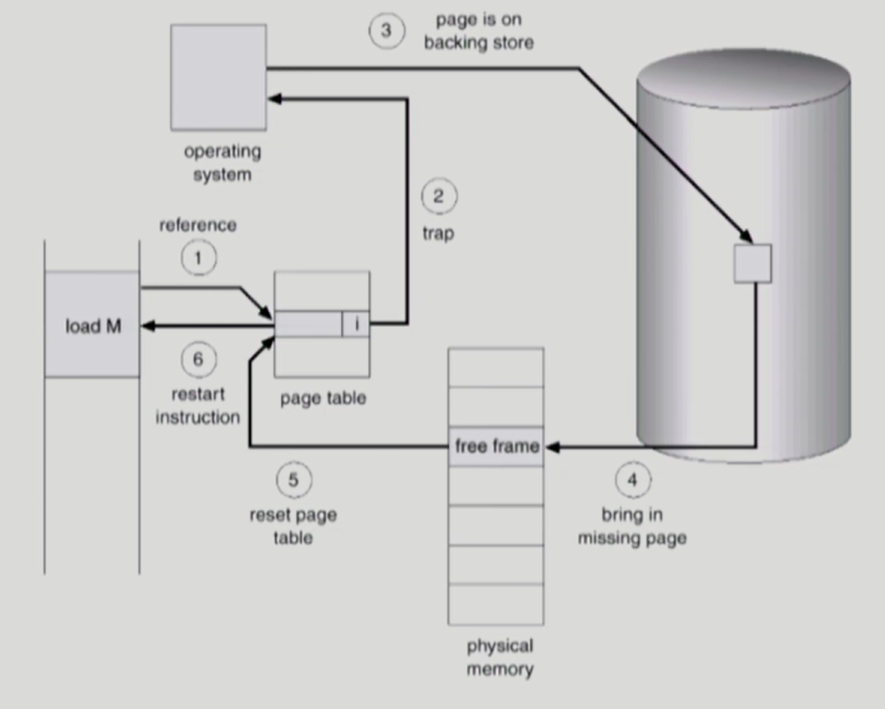 3
page is on
backing store
operating
system
2
trap
reference
1
load M
i
6
restart
instruction
page table
free frame
5
reset page
table
4
bring in
missing page
physical
memory